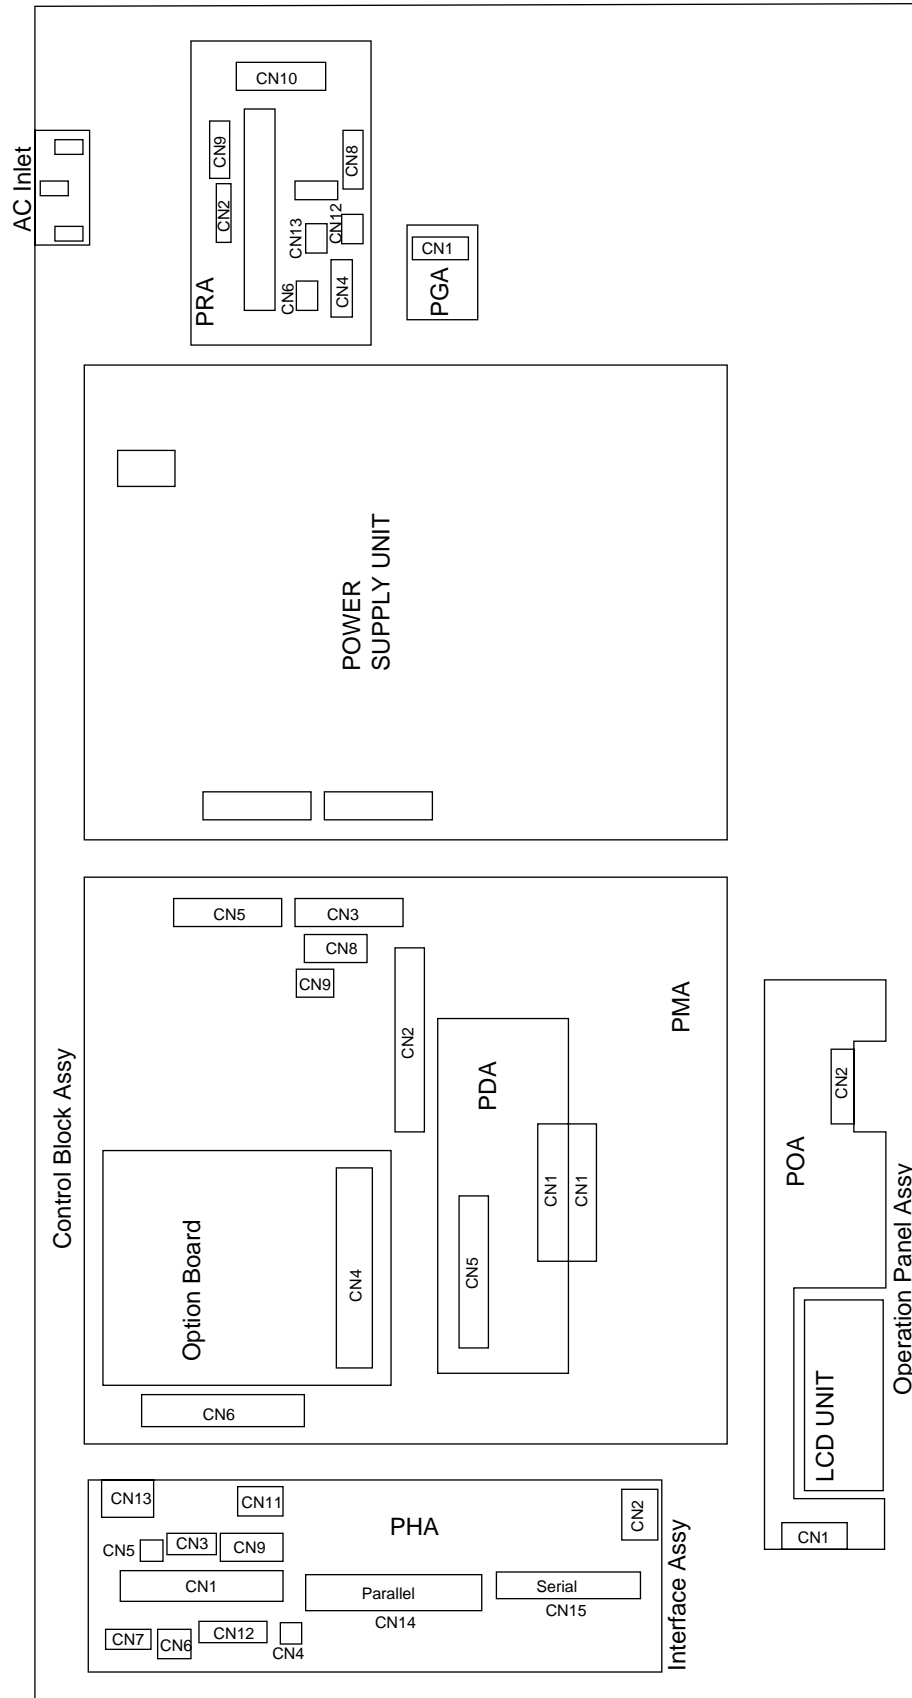 AC Inlet
CN10
CN9
CN8
CN2
CN12
CN13
CN6
CN4
PRA
CN1
PGA
POWER
SUPPLY UNIT
Control Block Assy
CN5
CN3
CN8
CN9
CN2
PMA
PDA
CN1
CN1
CN5
Option Board
CN4
CN6
CN2
POA
Operation Panel Assy
LCD UNIT
CN1
CN13
CN11
PHA
CN2
CN5
CN3
CN9
CN1
Parallel
CN14
Serial
CN15
CN7
CN6
CN12
CN4
Interface Assy